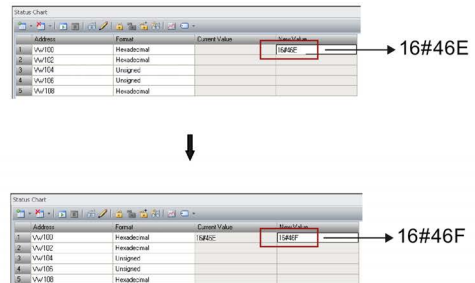 Status Chart
Address Format Current Value New Value
1 VW100 Hexadecimal 16#46E
2 VW102 Hexadecimal
3 VW104 Unsigned
4 VW106 Unsigned
5 VW108 Hexadecimal
16#46E
Status Chart
Address Format Current Value New Value
1 VW100 Hexadecimal 16#46E 16#46F
2 VW102 Hexadecimal
3 VW104 Unsigned
4 VW106 Unsigned
5 VW108 Hexadecimal
16#46F